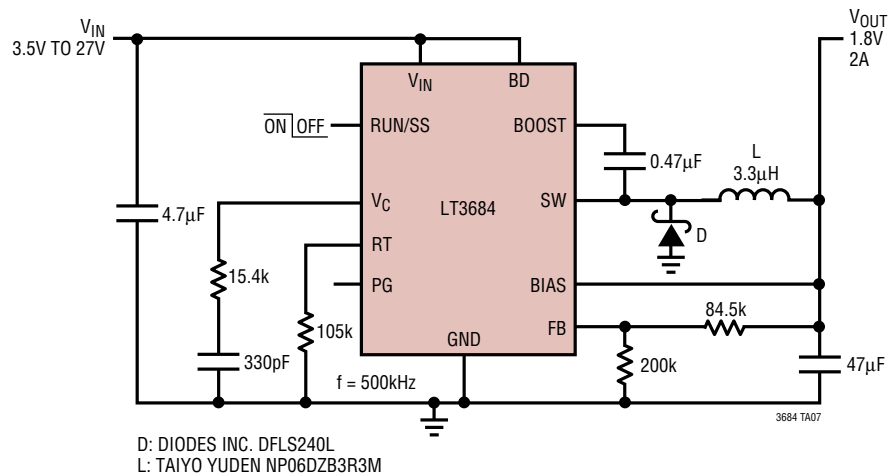 V_IN
3.5V TO 27V
V_OUT
1.8V
2A
V_IN
BD
ON OFF
RUN/SS
BOOST
0.47µF
L
3.3µH
4.7µF
V_C
LT3684
SW
D
RT
15.4k
PG
BIAS
84.5k
FB
105k
GND
200k
47µF
330pF
f = 500kHz
3684 TA07
D: DIODES INC. DFLS240L
L: TAIYO YUDEN NP06DZB3R3M